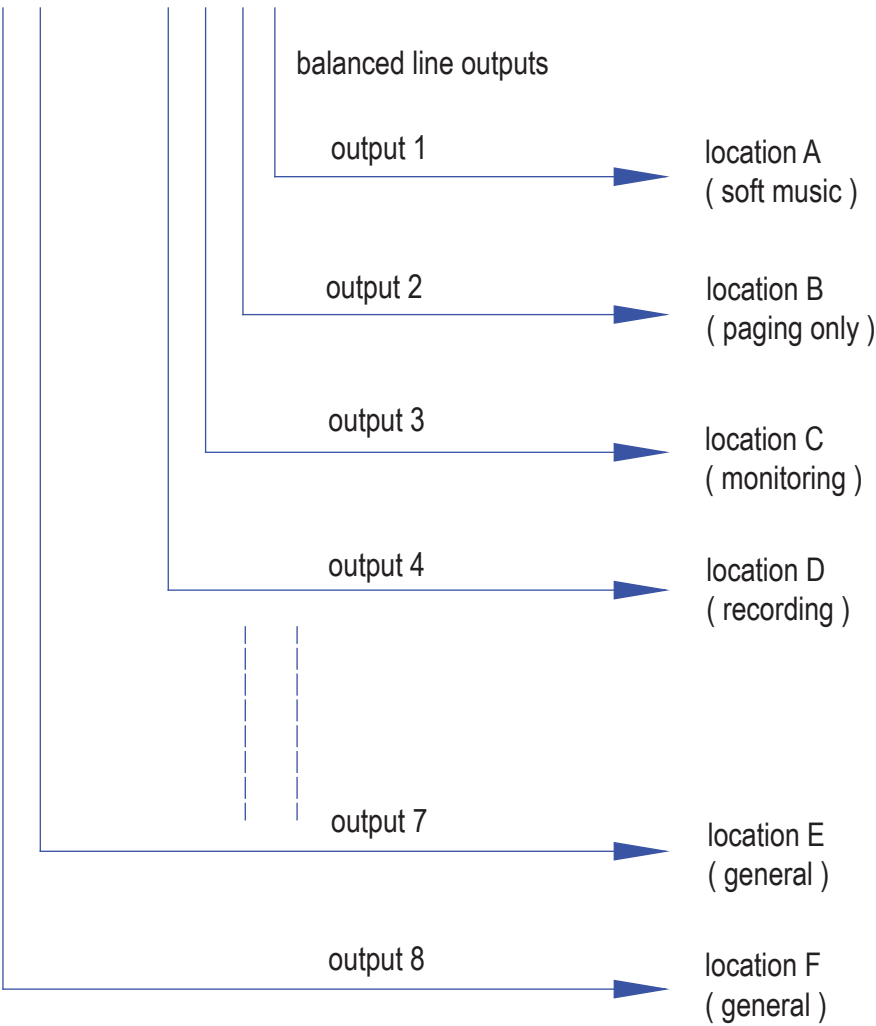 balanced line outputs
output 1
location A
( soft music )
output 2
location B
( paging only )
output 3
location C
( monitoring )
output 4
location D
( recording )
output 7
location E
( general )
output 8
location F
( general )